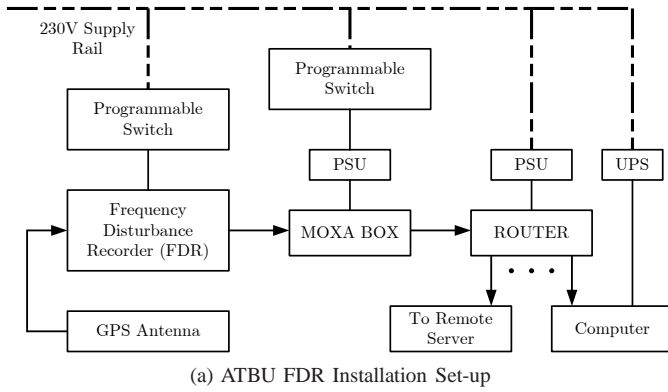 230V Supply
Rail
Programmable
Switch
Programmable
Switch
PSU
PSU
UPS
Frequency
Disturbance
Recorder (FDR)
MOXA BOX
ROUTER
GPS Antenna
To Remote
Server
Computer
(a) ATBU FDR Installation Set-up